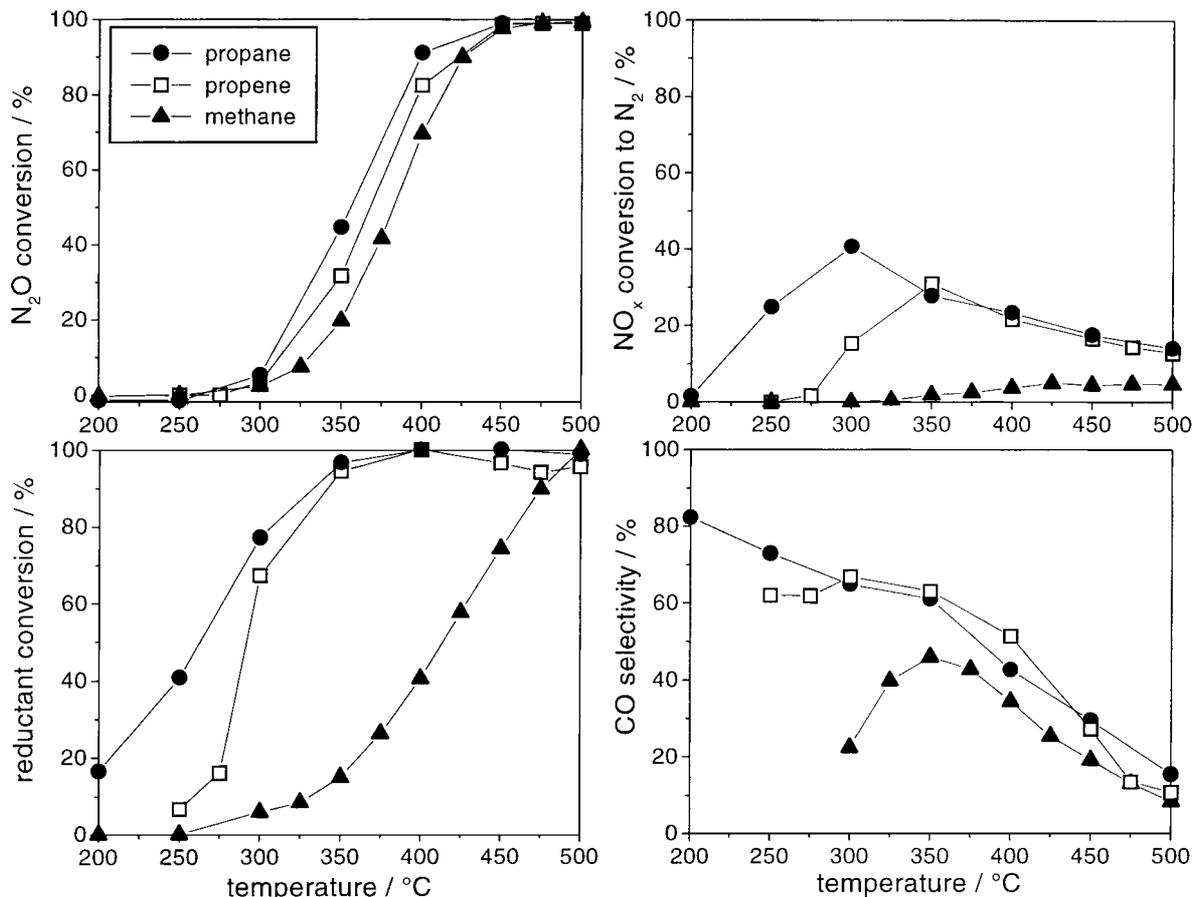 N2O conversion / %
100
80
60
40
20
0
propane
propene
methane
200 250 300 350 400 450 500
NOx conversion to N2 / %
100
80
60
40
20
0
200 250 300 350 400 450 500
reductant conversion / %
100
80
60
40
20
0
200 250 300 350 400 450 500
temperature / °C
CO selectivity / %
100
80
60
40
20
0
200 250 300 350 400 450 500
temperature / °C